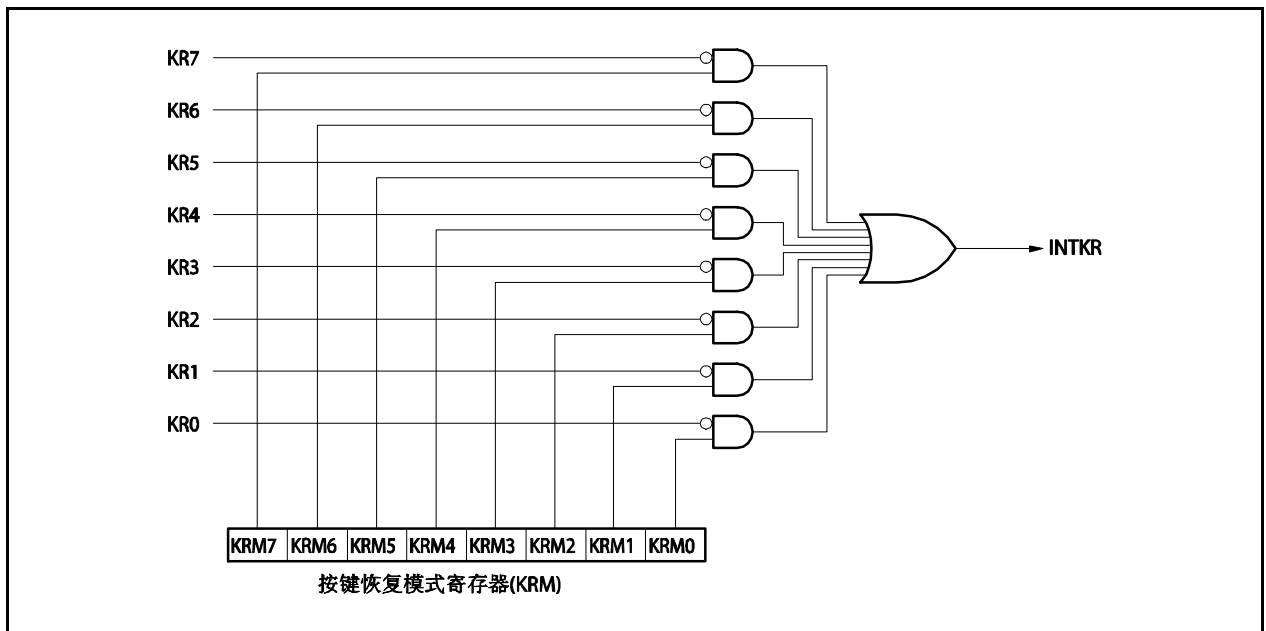 KR7
KR6
KR5
KR4
KR3
KR2
KR1
KR0
INTKR
KRM7 KRM6 KRM5 KRM4 KRM3 KRM2 KRM1 KRM0
按键恢复模式寄存器(KRM)